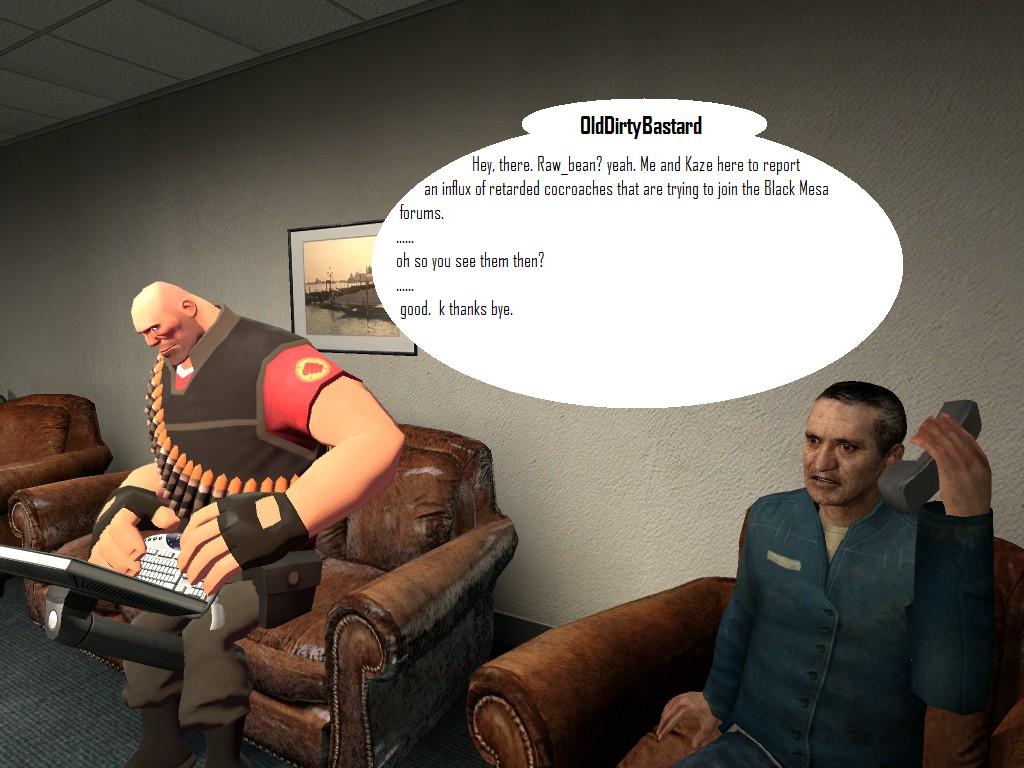 OldDirtyBastard
Hey, there. Raw_bean? yeah. Me and Kaze here to report
an influx of retarded cocroaches that are trying to join the Black Mesa
forums.
......
oh so you see them then?
......
good. k thanks bye.